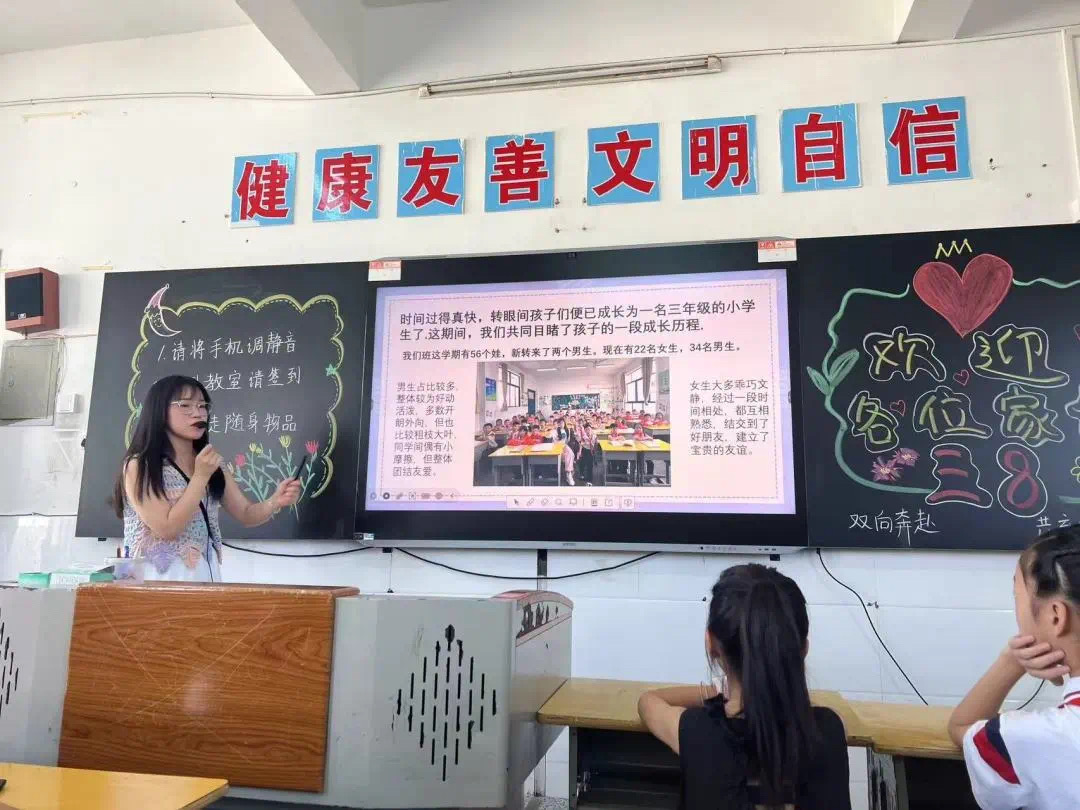 健康友善文明自信
1.请将手机调静音
教室请签到
走随身物品
时间过得真快，转眼间孩子们便已成长为一名三年级的小学
生了.这期间，我们共同目睹了孩子的一段成长历程.
我们班这学期有56个娃，新转来了两个男生。现在有22名女生，34名男生。
男生占比较多，
整体较为好动
活泼，多数开
朗外向，但也
比较粗枝大叶，
同学间偶有小
摩擦，但整体
团结友爱。
女生大多乖巧文
静，经过一段时
间相处，都互相
熟悉，结交到了
好朋友，建立了
宝贵的友谊。
欢迎
各位家
三8
双向奔赴